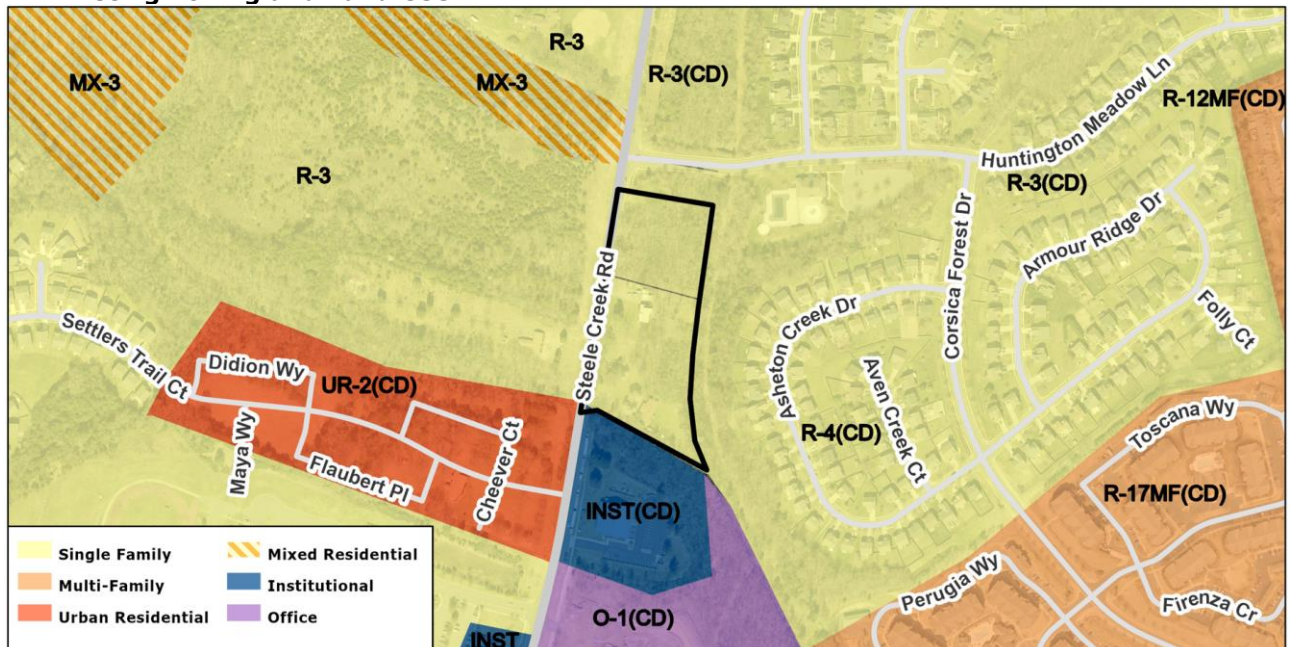 R-3
MX-3
MX-3
R-3(CD)
R-12MF(CD)
Huntington Meadow Ln
R-3
R-3(CD)
Corsica Forest Dr
Armour Ridge Dr
Steele Creek Rd
Asheton Creek Dr
Folly Ct
Settlers Trail Ct
Didion Wy
UR-2(CD)
Aven Creek Ct
Maya Wy
Flaubert Pl
Cheever Ct
R-4(CD)
Toscana Wy
R-17MF(CD)
INST(CD)
Perugia Wy
Firenza Cr
O-1(CD)
INST
Single Family
Mixed Residential
Multi-Family
Institutional
Urban Residential
Office